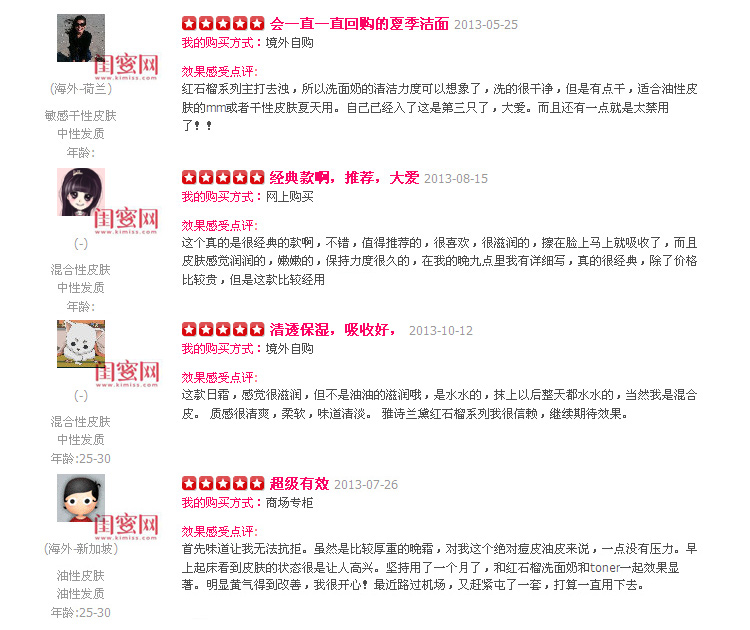 会一直一直回购的夏季洁面 2013-05-25
我的购买方式：境外自购
闺蜜网
www.kimiss.com
(海外-荷兰)
敏感干性皮肤
中性发质
年龄:
效果感受点评:
红石榴系列主打去浊，所以洗面奶的清洁力度可以想象了，洗的很干净，但是有点干，适合油性皮
肤的mm或者干性皮肤夏天用。自己已经入了这是第三只了，大爱。而且还有一点就是太禁用
了！！
经典款啊，推荐，大爱 2013-08-15
我的购买方式：网上购买
闺蜜网
www.kimiss.com
(-)
混合性皮肤
中性发质
年龄:
效果感受点评:
这个真的是很经典的款啊，不错，值得推荐的，很喜欢，很滋润的，擦在脸上马上就吸收了，而且
皮肤感觉润润的，嫩嫩的，保持力度很久的，在我的晚九点里我有详细写，真的很经典，除了价格
比较贵，但是这款比较经用
清透保湿，吸收好， 2013-10-12
我的购买方式：境外自购
闺蜜网
www.kimiss.com
(-)
混合性皮肤
中性发质
年龄:25-30
效果感受点评:
这款日霜，感觉很滋润，但不是油油的滋润哦，是水水的，抹上以后整天都水水的，当然我是混合
皮。 质感很清爽，柔软，味道清淡。 雅诗兰黛红石榴系列我很信赖，继续期待效果。
超级有效 2013-07-26
我的购买方式：商场专柜
闺蜜网
www.kimiss.com
(海外-新加坡)
油性皮肤
油性发质
年龄:25-30
效果感受点评:
首先味道让我无法抗拒。虽然是比较厚重的晚霜，对我这个绝对痘皮油皮来说，一点没有压力。早
上起床看到皮肤的状态很是让人高兴。坚持用了一个月了，和红石榴洗面奶和toner一起效果显
著。明显黄气得到改善，我很开心！最近路过机场，又赶紧屯了一套，打算一直用下去。